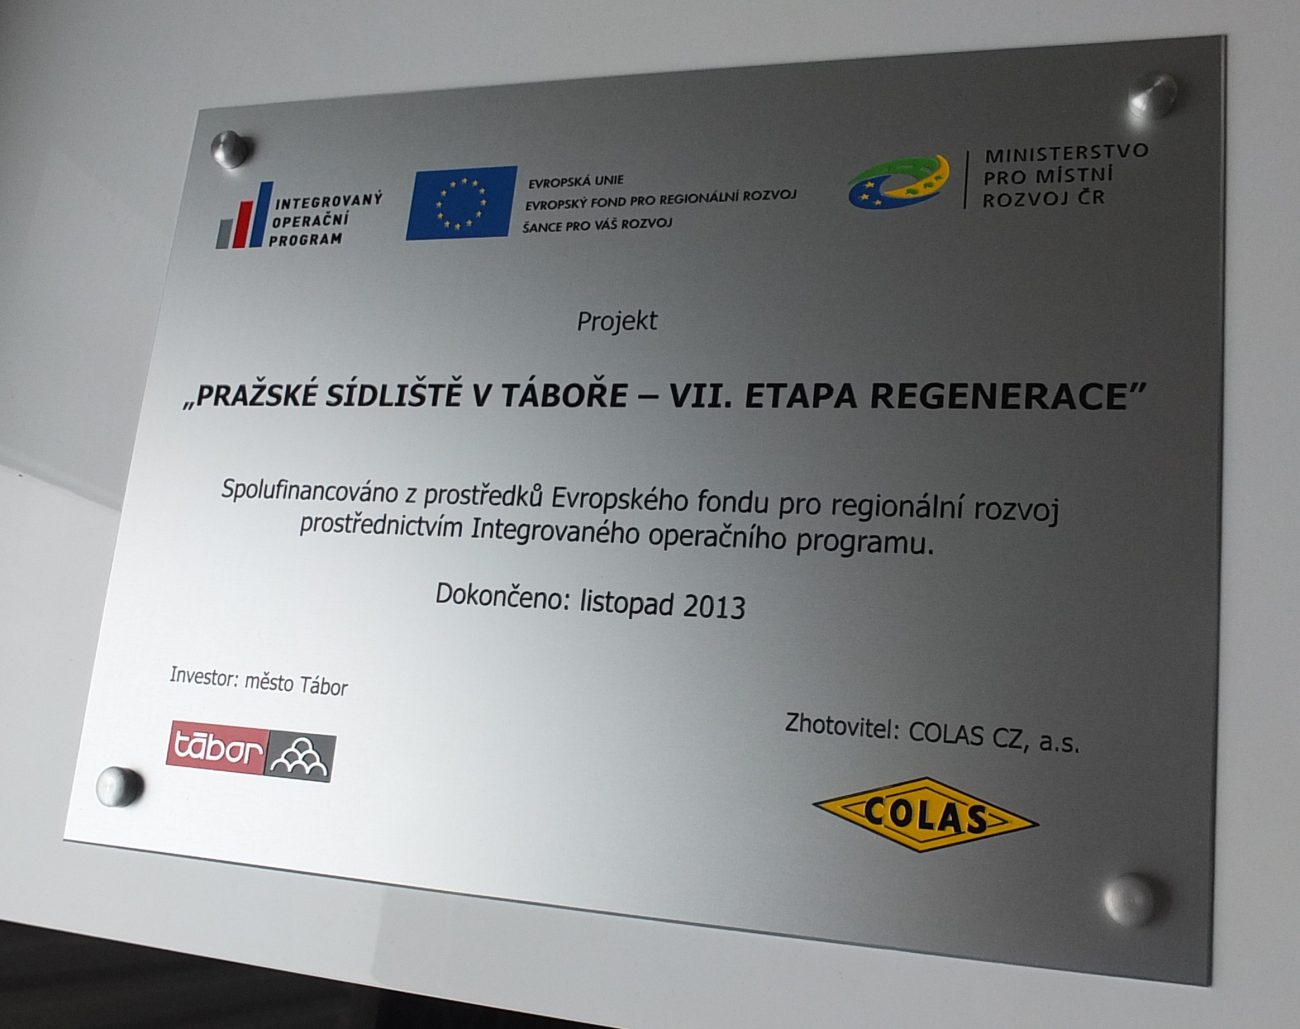 INTEGROVANÝ
OPERAČNÍ
PROGRAM
EVROPSKÁ UNIE
EVROPSKÝ FOND PRO REGIONÁLNÍ ROZVOJ
ŠANCE PRO VÁŠ ROZVOJ
MINISTERSTVO
PRO MÍSTNÍ
ROZVOJ ČR
Projekt
„PRAŽSKÉ SÍDLIŠTĚ V TÁBOŘE – VII. ETAPA REGENERACE”
Spolufinancováno z prostředků Evropského fondu pro regionální rozvoj
prostřednictvím Integrovaného operačního programu.
Dokončeno: listopad 2013
Investor: město Tábor
tábor
Zhotovitel: COLAS CZ, a.s.
COLAS